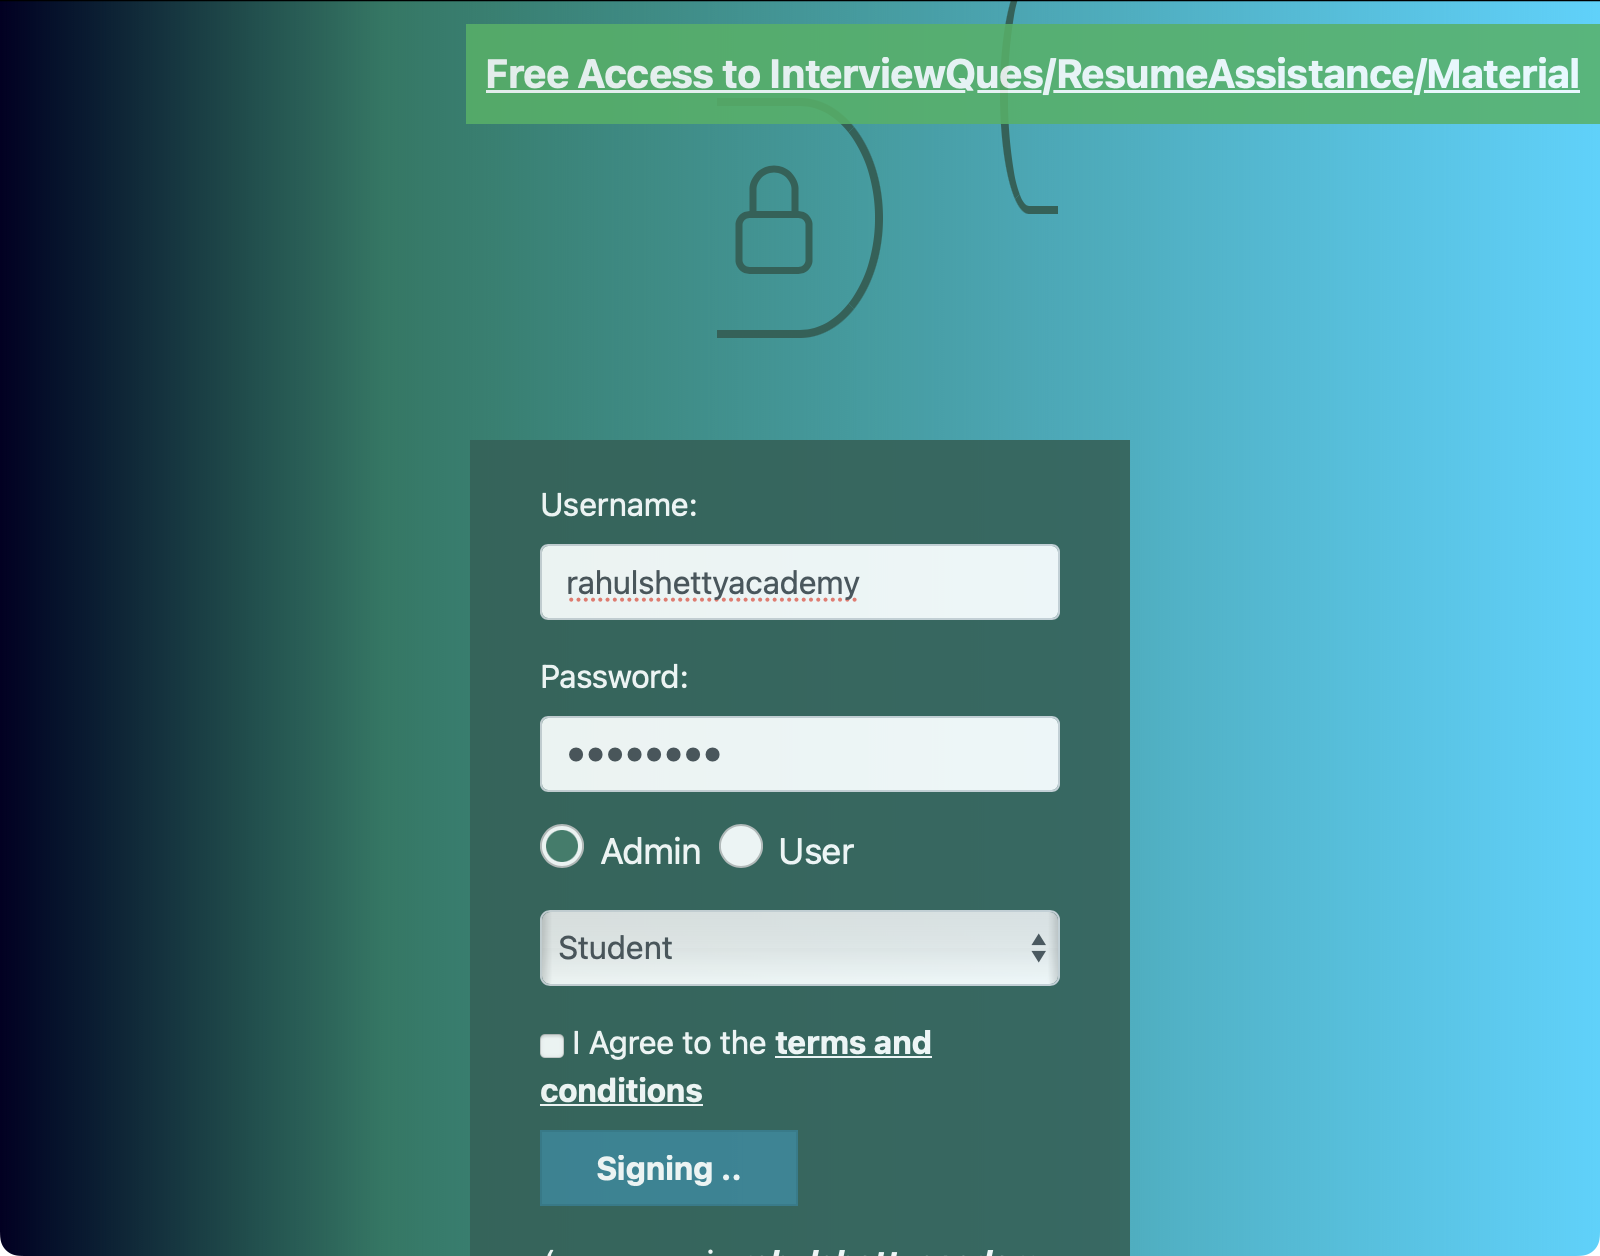 Free Access to InterviewQues/ResumeAssistance/Material
Username:
rahulshettyacademy
Password:
••••••••
Admin User
Student
I Agree to the terms and
conditions
Signing ..